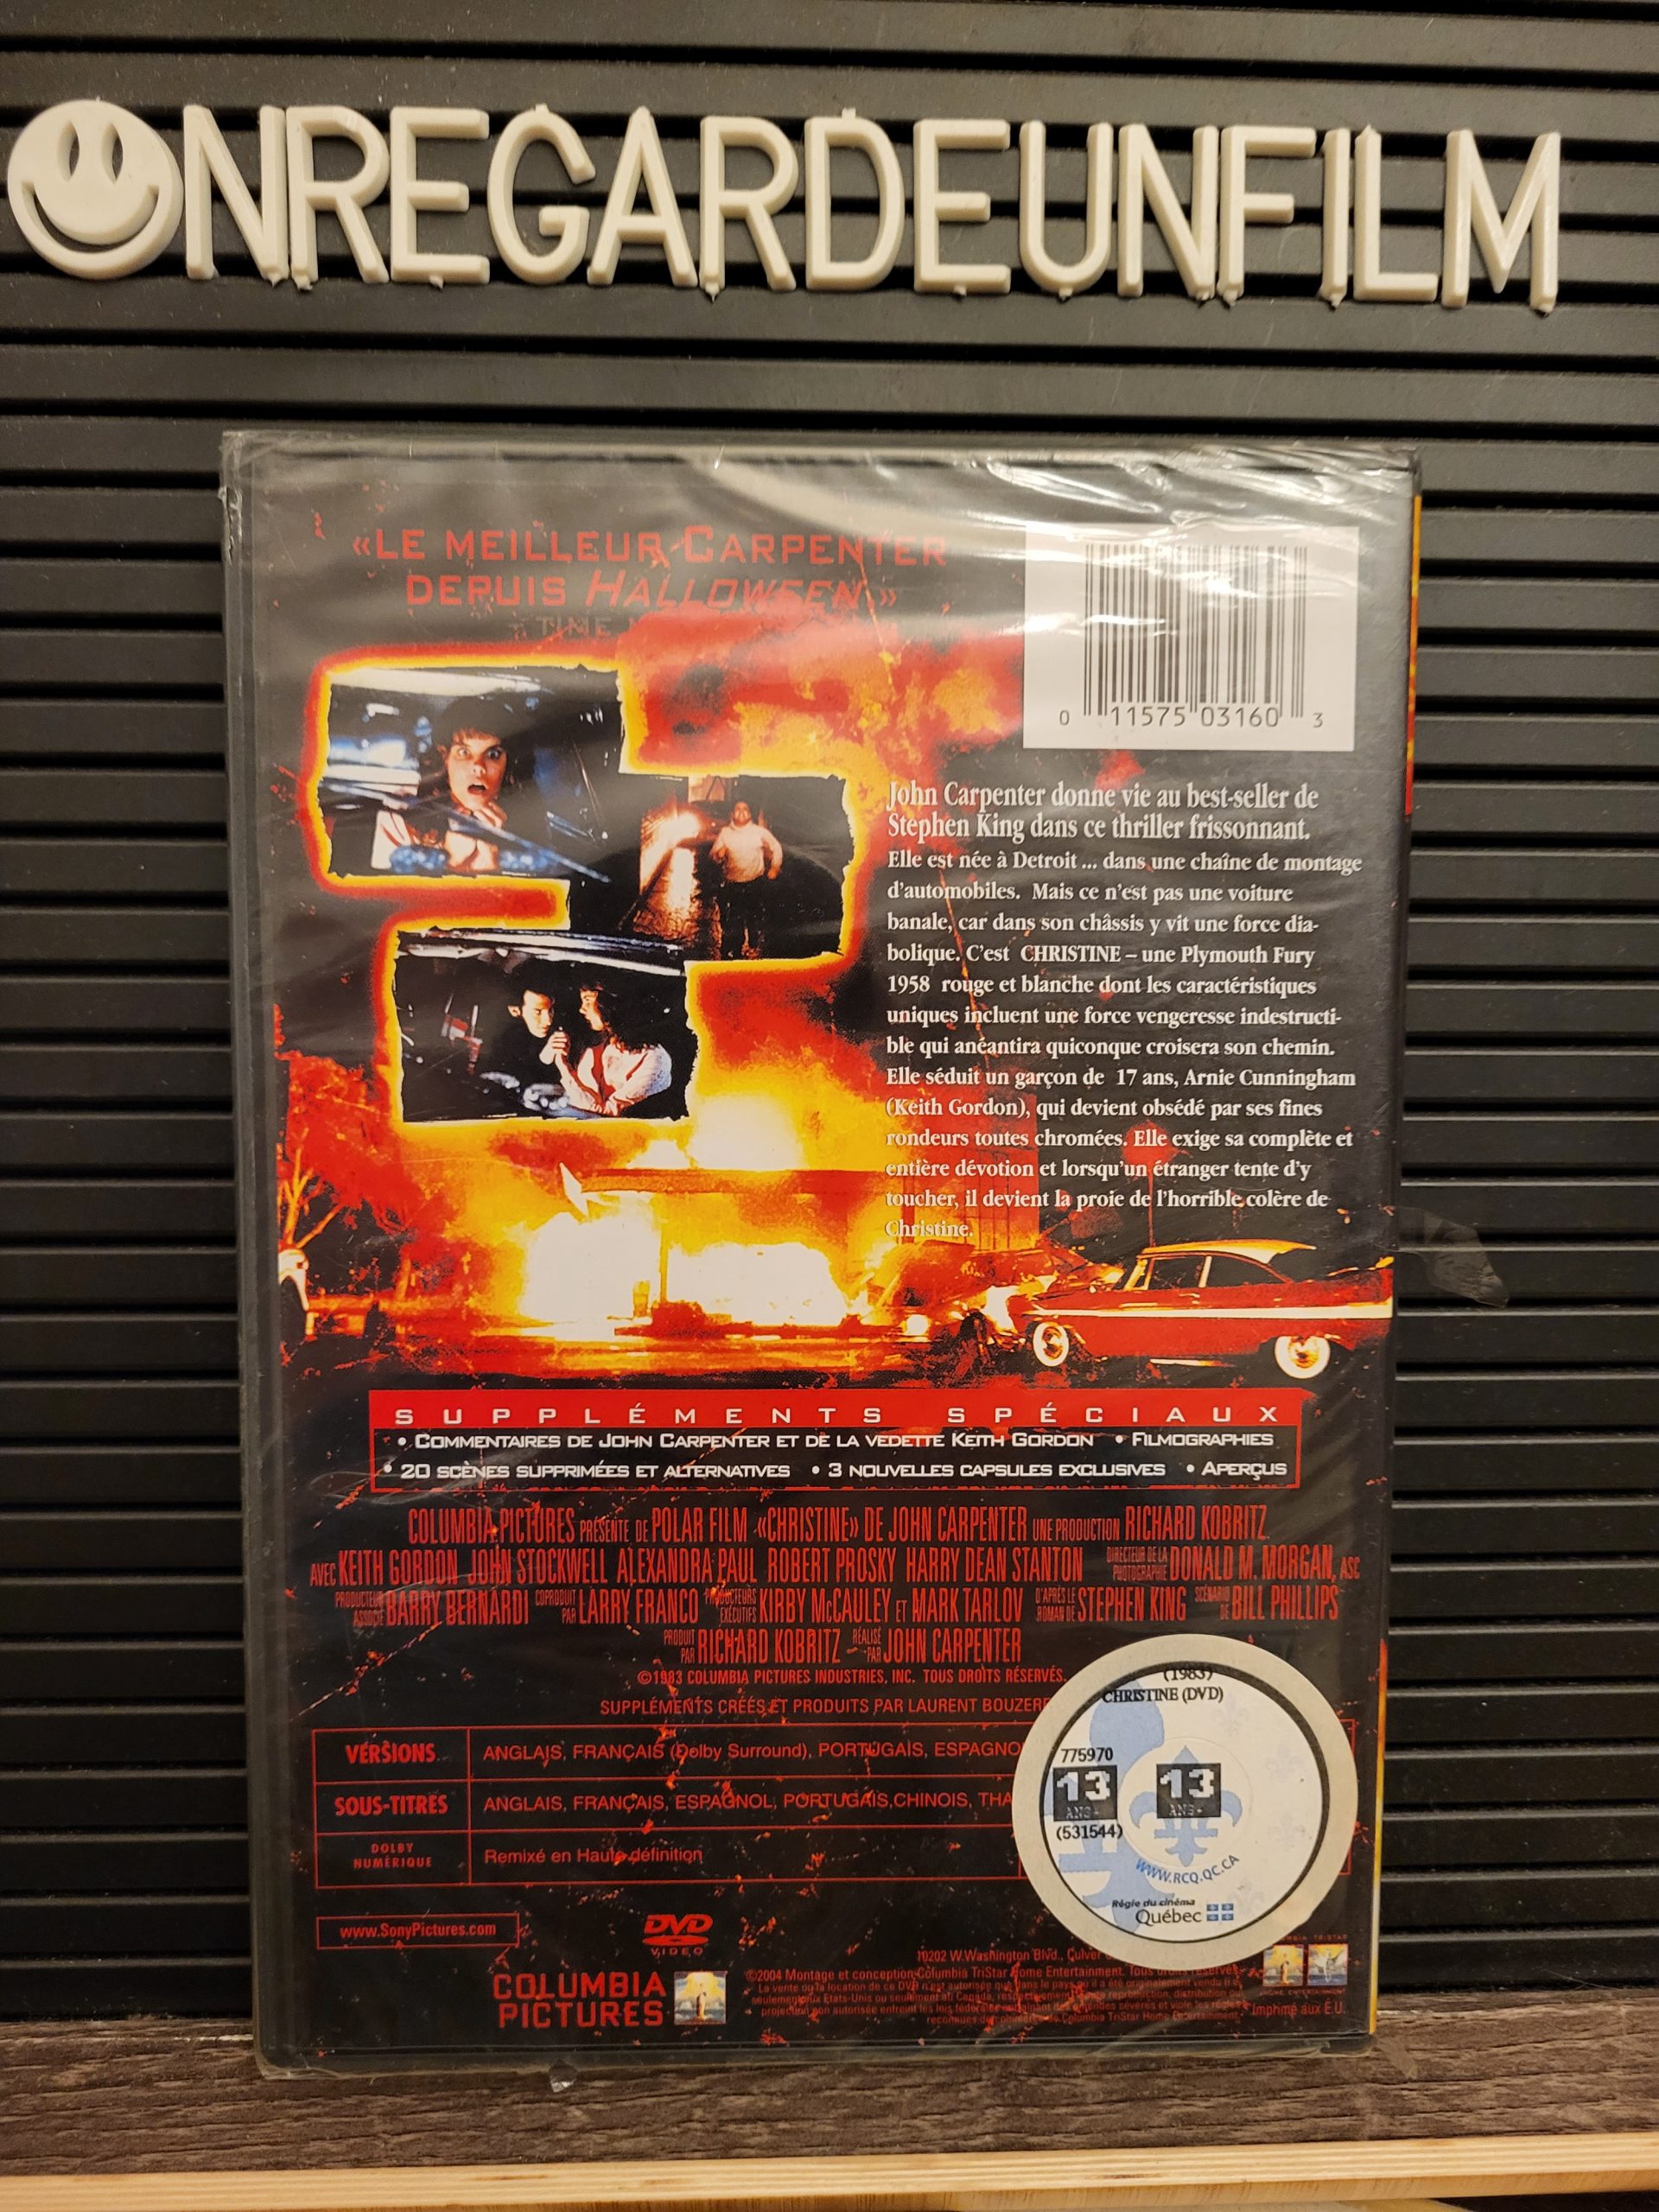 ONREGARDEUNFILM
«LE MEILLEUR CARPENTER
DEPUIS HALLOWEEN.»
TIME
0 11575 03160 3
John Carpenter donne vie au best-seller de
Stephen King dans ce thriller frissonnant.
Elle est née à Detroit ... dans une chaîne de montage
d'automobiles. Mais ce n'est pas une voiture
banale, car dans son châssis y vit une force dia-
bolique. C'est CHRISTINE – une Plymouth Fury
1958 rouge et blanche dont les caractéristiques
uniques incluent une force vengeresse indestructi-
ble qui anéantira quiconque croisera son chemin.
Elle séduit un garçon de 17 ans, Arnie Cunningham
(Keith Gordon), qui devient obsédé par ses fines
rondeurs toutes chromées. Elle exige sa complète et
entière dévotion et lorsqu'un étranger tente d'y
toucher, il devient la proie de l'horrible colère de
Christine.
SUPPLÉMENTS SPÉCIAUX
• COMMENTAIRES DE JOHN CARPENTER ET DE LA VEDETTE KEITH GORDON • FILMOGRAPHIES
• 20 SCÈNES SUPPRIMÉES ET ALTERNATIVES • 3 NOUVELLES CAPSULES EXCLUSIVES • APERÇUS
COLUMBIA PICTURES PRÉSENTE DE POLAR FILM «CHRISTINE» DE JOHN CARPENTER UNE PRODUCTION RICHARD KOBRITZ
AVEC KEITH GORDON JOHN STOCKWELL ALEXANDRA PAUL ROBERT PROSKY HARRY DEAN STANTON DIRECTEUR DE LA PHOTOGRAPHIE DONALD M. MORGAN, ASC
PRODUCTEUR ASSOCIÉ BARRY BERNARDI COPRODUIT PAR LARRY FRANCO PRODUCTEURS EXÉCUTIFS KIRBY McCAULEY ET MARK TARLOV D'APRÈS LE ROMAN DE STEPHEN KING SCÉNARIO DE BILL PHILLIPS
PRODUIT PAR RICHARD KOBRITZ RÉALISÉ PAR JOHN CARPENTER
©1983 COLUMBIA PICTURES INDUSTRIES, INC. TOUS DROITS RÉSERVÉS.
SUPPLÉMENTS CRÉÉS ET PRODUITS PAR LAURENT BOUZERE
VERSIONS ANGLAIS, FRANÇAIS (Dolby Surround), PORTUGAIS, ESPAGNO
SOUS-TITRES ANGLAIS, FRANÇAIS, ESPAGNOL, PORTUGAIS,CHINOIS, THA
DOLBY NUMÉRIQUE Remixé en Haute définition
(1983)
CHRISTINE (DVD)
775970
13 13
ANS+ ANS+
(531544)
WWW.RCQ.QC.CA
Régie du cinéma
Québec
www.SonyPictures.com
DVD
VIDEO
COLUMBIA
PICTURES
10202 W.Washington Blvd., Culver
©2004 Montage et conception Columbia TriStar Home Entertainment. Tous droits réservés.
Imprimé aux É.U.